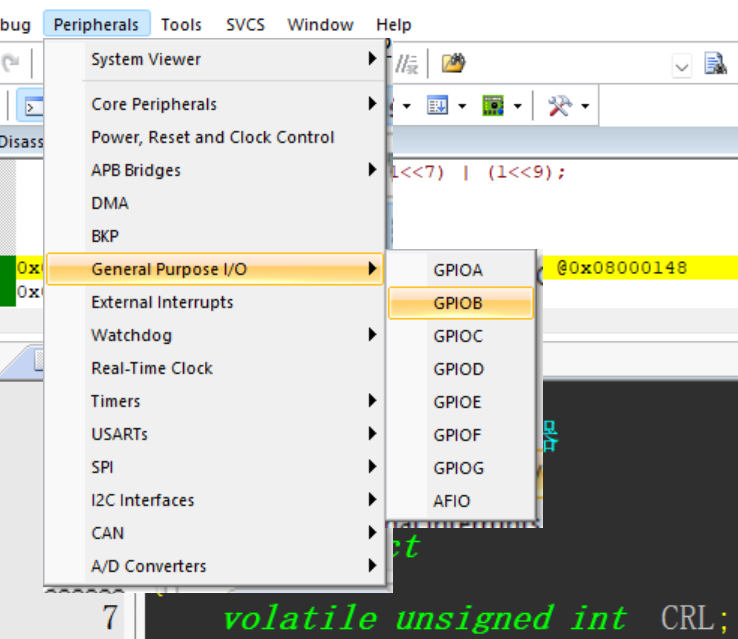 bug Peripherals Tools SVCS Window Help
System Viewer
Core Peripherals
Power, Reset and Clock Control
Disass
APB Bridges
1<<7) | (1<<9);
DMA
BKP
General Purpose I/O
GPIOA
@0x08000148
External Interrupts
GPIOB
Watchdog
GPIOC
Real-Time Clock
GPIOD
Timers
GPIOE
USARTs
GPIOF
SPI
GPIOG
I2C Interfaces
AFIO
CAN
ct
A/D Converters
7 volatile unsigned int CRL;